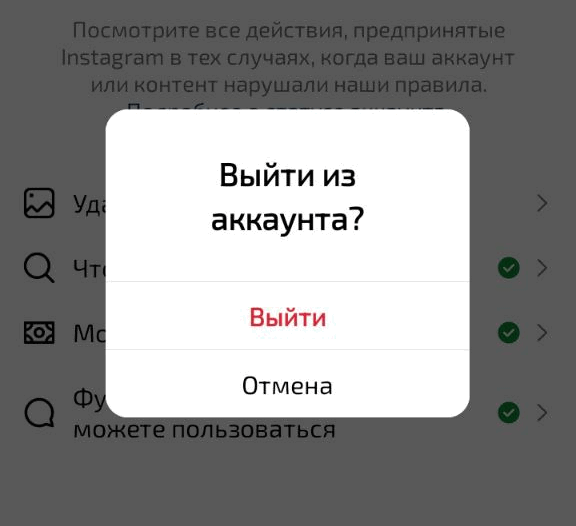 Посмотрите все действия, предпринятые
Instagram в тех случаях, когда ваш аккаунт
или контент нарушали наши правила.
Выйти из
аккаунта?
Выйти
Отмена
можете пользоваться